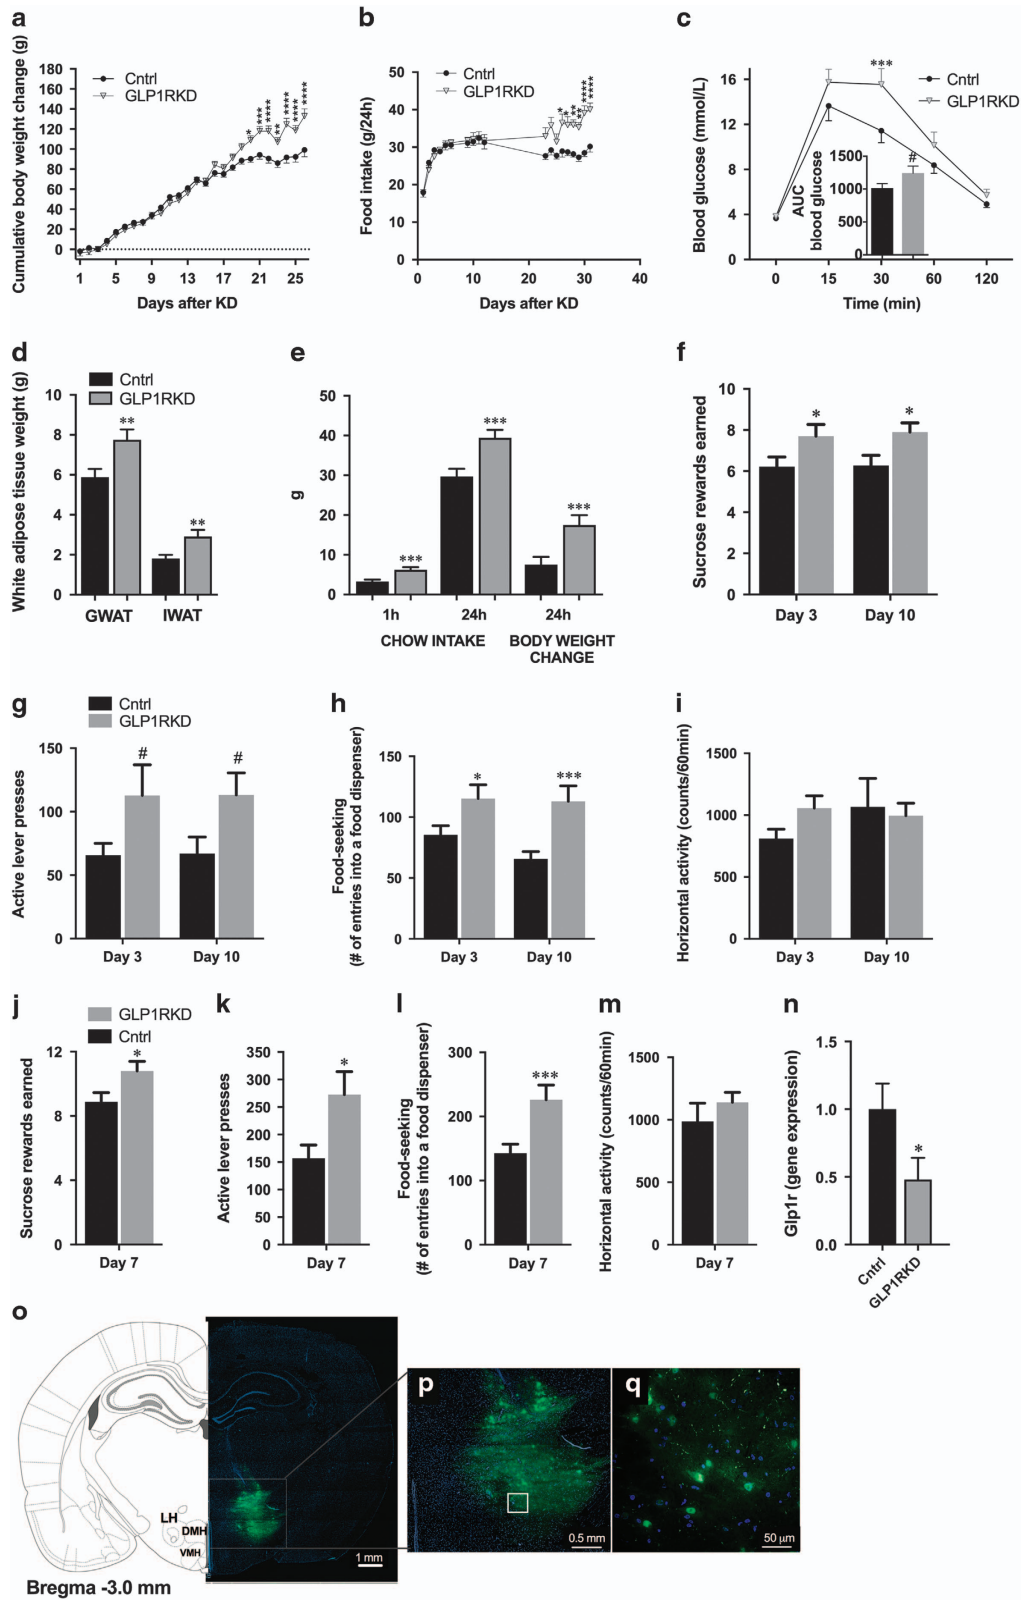 a
Cumulative body weight change (g)
180
160
140
120
100
80
60
40
20
0
Cntrl
GLP1RKD
*
****
****
**
****
****
****
1
5
9
13
17
21
25
Days after KD
b
Food intake (g/24h)
50
40
30
20
10
0
Cntrl
GLP1RKD
0
10
20
30
40
Days after KD
c
Blood glucose (mmol/L)
16
12
8
4
0
***
Cntrl
GLP1RKD
AUC
blood glucose
1500
1000
500
0
#
0
15
30
60
120
Time (min)
d
White adipose tissue weight (g)
Cntrl
GLP1RKD
10
8
6
4
2
0
**
**
GWAT
IWAT
e
g
50
40
30
20
10
0
***
***
***
1h
24h
24h
CHOW INTAKE
BODY WEIGHT
CHANGE
f
Sucrose rewards earned
10
8
6
4
2
0
*
*
Day 3
Day 10
g
Cntrl
GLP1RKD
Active lever presses
150
100
50
0
#
#
Day 3
Day 10
h
Food-seeking
(# of entries into a food dispenser)
150
100
50
0
*
***
Day 3
Day 10
i
Horizontal activity (counts/60min)
1500
1000
500
0
Day 3
Day 10
j
GLP1RKD
Cntrl
Sucrose rewards earned
12
8
4
0
*
Day 7
k
Active lever presses
350
300
250
200
150
100
50
0
*
Day 7
l
Food-seeking
(# of entries into a food dispenser)
300
200
100
0
***
Day 7
m
Horizontal activity (counts/60min)
1500
1000
500
0
Day 7
n
Glp1r (gene expression)
1.5
1.0
0.5
0.0
*
Cntrl
GLP1RKD
o
LH
DMH
VMH
Bregma -3.0 mm
1 mm
p
0.5 mm
q
50 µm